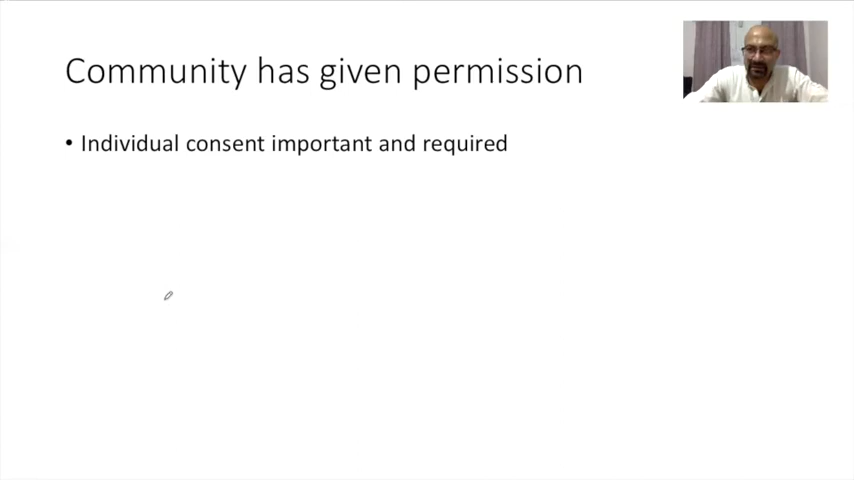 Community has given permission
• Individual consent important and required